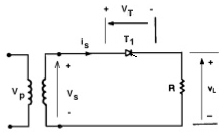 + V_T -
i_s
T_1
+
+
V_p
V_s
R
v_L
-
-